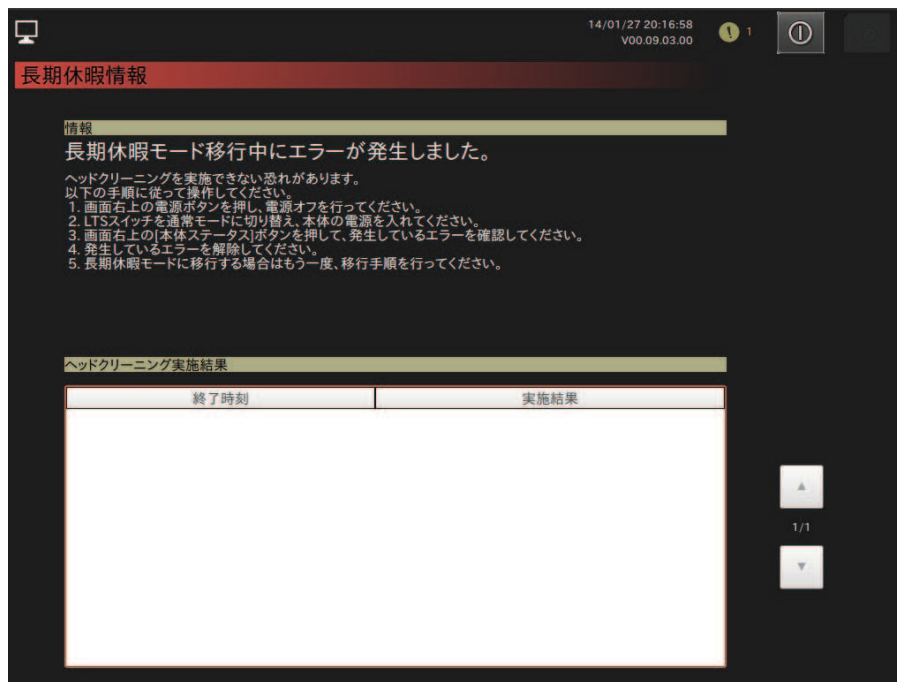 14/01/27 20:16:58
V00.09.03.00
1
長期休暇情報
情報
長期休暇モード移行中にエラーが発生しました。
ヘッドクリーニングを実施できない恐れがあります。
以下の手順に従って操作してください。
1. 画面右上の電源ボタンを押し、電源オフを行ってください。
2. LTSスイッチを通常モードに切り替え、本体の電源を入れてください。
3. 画面右上の[本体ステータス]ボタンを押して、発生しているエラーを確認してください。
4. 発生しているエラーを解除してください。
5. 長期休暇モードに移行する場合はもう一度、移行手順を行ってください。
ヘッドクリーニング実施結果
終了時刻 実施結果
1/1